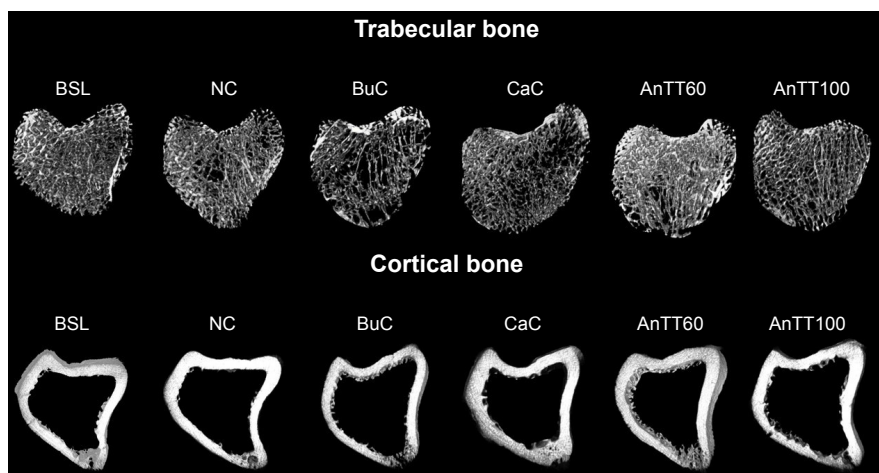 Trabecular bone
BSL NC BuC CaC AnTT60 AnTT100
Cortical bone
BSL NC BuC CaC AnTT60 AnTT100